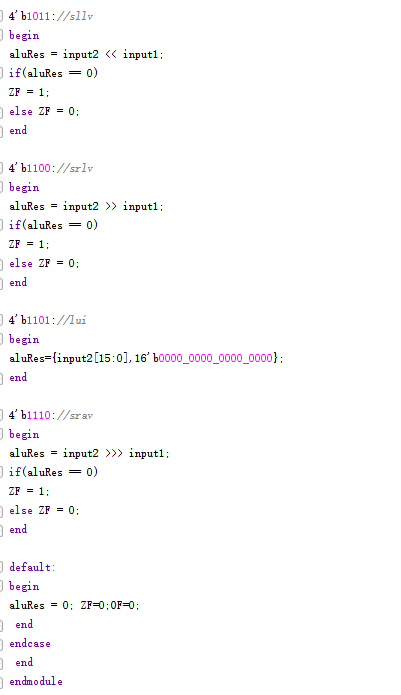 4'b1011://sllv
begin
aluRes = input2 << input1;
if(aluRes == 0)
ZF = 1;
else ZF = 0;
end
4'b1100://srlv
begin
aluRes = input2 >> input1;
if(aluRes == 0)
ZF = 1;
else ZF = 0;
end
4'b1101://lui
begin
aluRes={input2[15:0],16'b0000_0000_0000_0000};
end
4'b1110://srav
begin
aluRes = input2 >>> input1;
if(aluRes == 0)
ZF = 1;
else ZF = 0;
end
default:
begin
aluRes = 0; ZF=0;OF=0;
end
endcase
end
endmodule